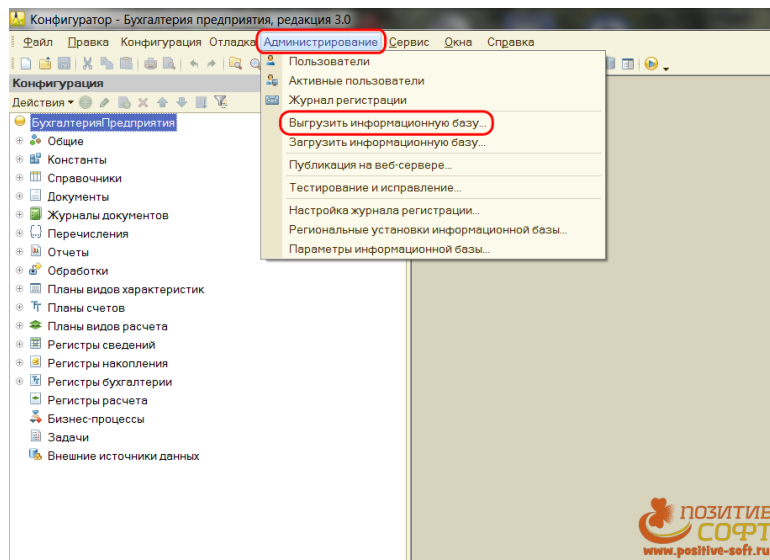 Конфигуратор - Бухгалтерия предприятия, редакция 3.0
Файл Правка Конфигурация Отладка Администрирование Сервис Окна Справка
Пользователи
Активные пользователи
Журнал регистрации
Выгрузить информационную базу...
Загрузить информационную базу...
Публикация на веб-сервере...
Тестирование и исправление...
Настройка журнала регистрации...
Региональные установки информационной базы...
Параметры информационной базы...
Конфигурация
Действия
БухгалтерияПредприятия
Общие
Константы
Справочники
Документы
Журналы документов
Перечисления
Отчеты
Обработки
Планы видов характеристик
Планы счетов
Планы видов расчета
Регистры сведений
Регистры накопления
Регистры бухгалтерии
Регистры расчета
Бизнес-процессы
Задачи
Внешние источники данных
ПОЗИТИВ
СОФТ
www.positive-soft.ru